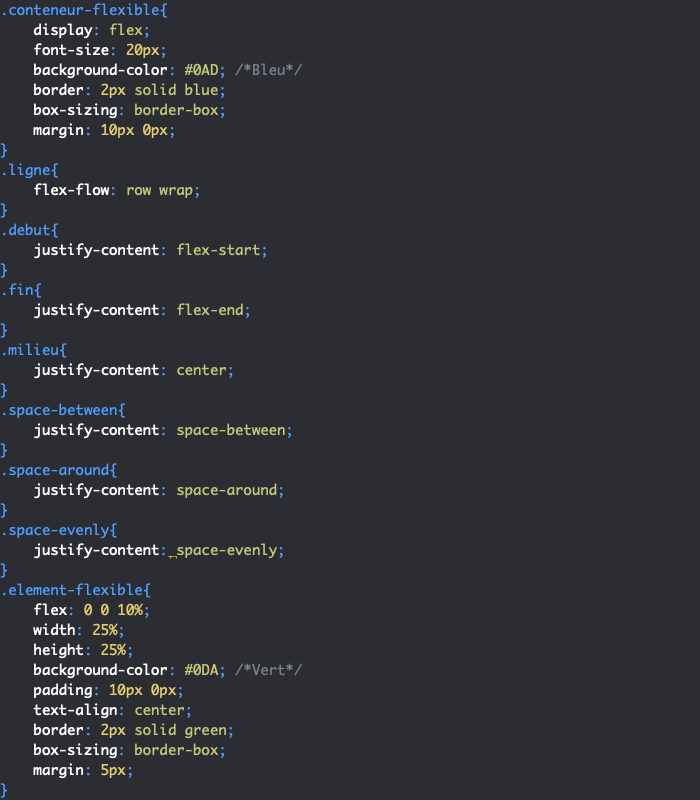 .conteneur-flexible{
    display: flex;
    font-size: 20px;
    background-color: #0AD; /*Bleu*/
    border: 2px solid blue;
    box-sizing: border-box;
    margin: 10px 0px;
}
.ligne{
    flex-flow: row wrap;
}
.debut{
    justify-content: flex-start;
}
.fin{
    justify-content: flex-end;
}
.milieu{
    justify-content: center;
}
.space-between{
    justify-content: space-between;
}
.space-around{
    justify-content: space-around;
}
.space-evenly{
    justify-content: space-evenly;
}
.element-flexible{
    flex: 0 0 10%;
    width: 25%;
    height: 25%;
    background-color: #0DA; /*Vert*/
    padding: 10px 0px;
    text-align: center;
    border: 2px solid green;
    box-sizing: border-box;
    margin: 5px;
}